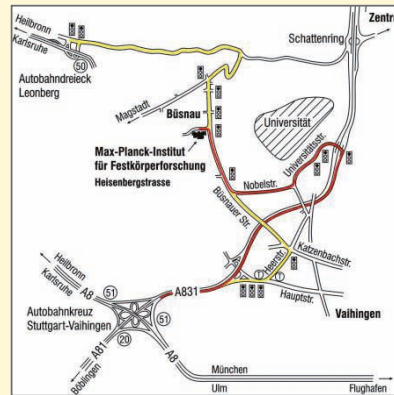 Heilbronn
Karlsruhe
50
Autobahndreieck
Leonberg
Schattenring
Zentr
Magstadt
Büsnau
Universität
Max-Planck-Institut
für Festkörperforschung
Heisenbergstrasse
Universitätsstr.
Nobelstr.
Büsnauer Str.
Katzenbachstr.
Heerstr.
Hauptstr.
Vaihingen
Heilbronn
Karlsruhe
A8
51
A831
Autobahnkreuz
Stuttgart-Vaihingen
51
20
A81
Böblingen
A8
München
Ulm
Flughafen